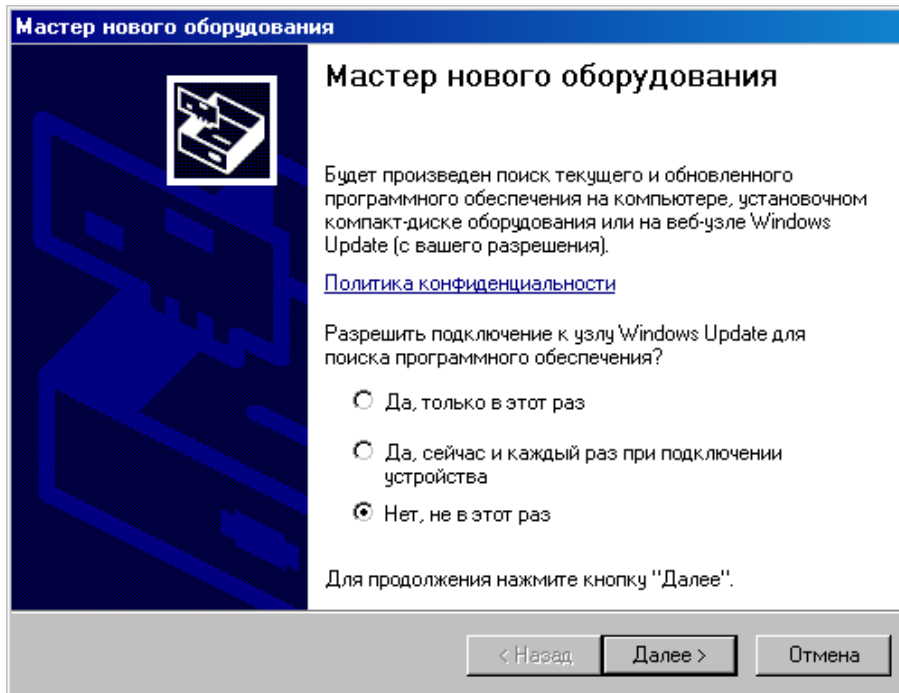 Мастер нового оборудования
Мастер нового оборудования
Будет произведен поиск текущего и обновленного
программного обеспечения на компьютере, установочном
компакт-диске оборудования или на веб-узле Windows
Update (с вашего разрешения).
Политика конфиденциальности
Разрешить подключение к узлу Windows Update для
поиска программного обеспечения?
Да, только в этот раз
Да, сейчас и каждый раз при подключении
устройства
Нет, не в этот раз
Для продолжения нажмите кнопку "Далее".
< Назад
Далее >
Отмена